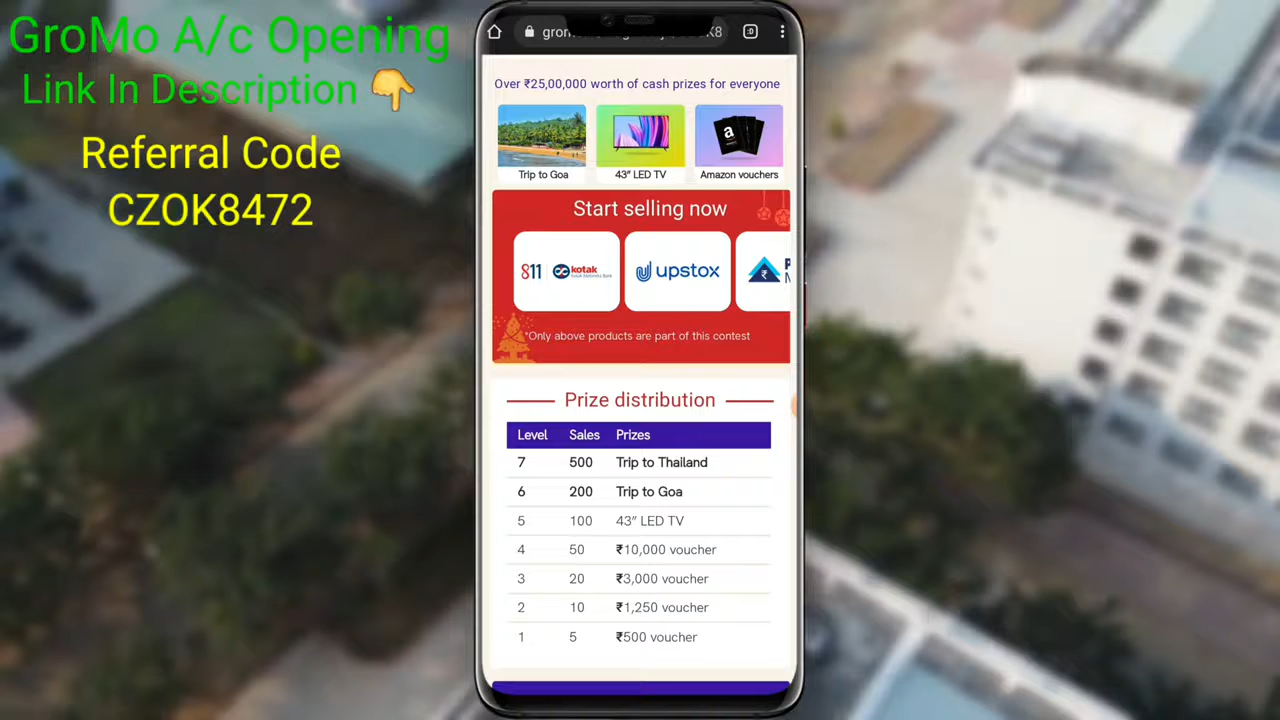 GroMo A/c Opening
Link In Description 👇
Referral Code
CZOK8472
Over ₹25,00,000 worth of cash prizes for everyone
Trip to Goa 43″ LED TV Amazon vouchers
Start selling now
811 kotak Kotak Mahindra Bank upstox
*Only above products are part of this contest
Prize distribution
Level Sales Prizes
7 500 Trip to Thailand
6 200 Trip to Goa
5 100 43″ LED TV
4 50 ₹10,000 voucher
3 20 ₹3,000 voucher
2 10 ₹1,250 voucher
1 5 ₹500 voucher